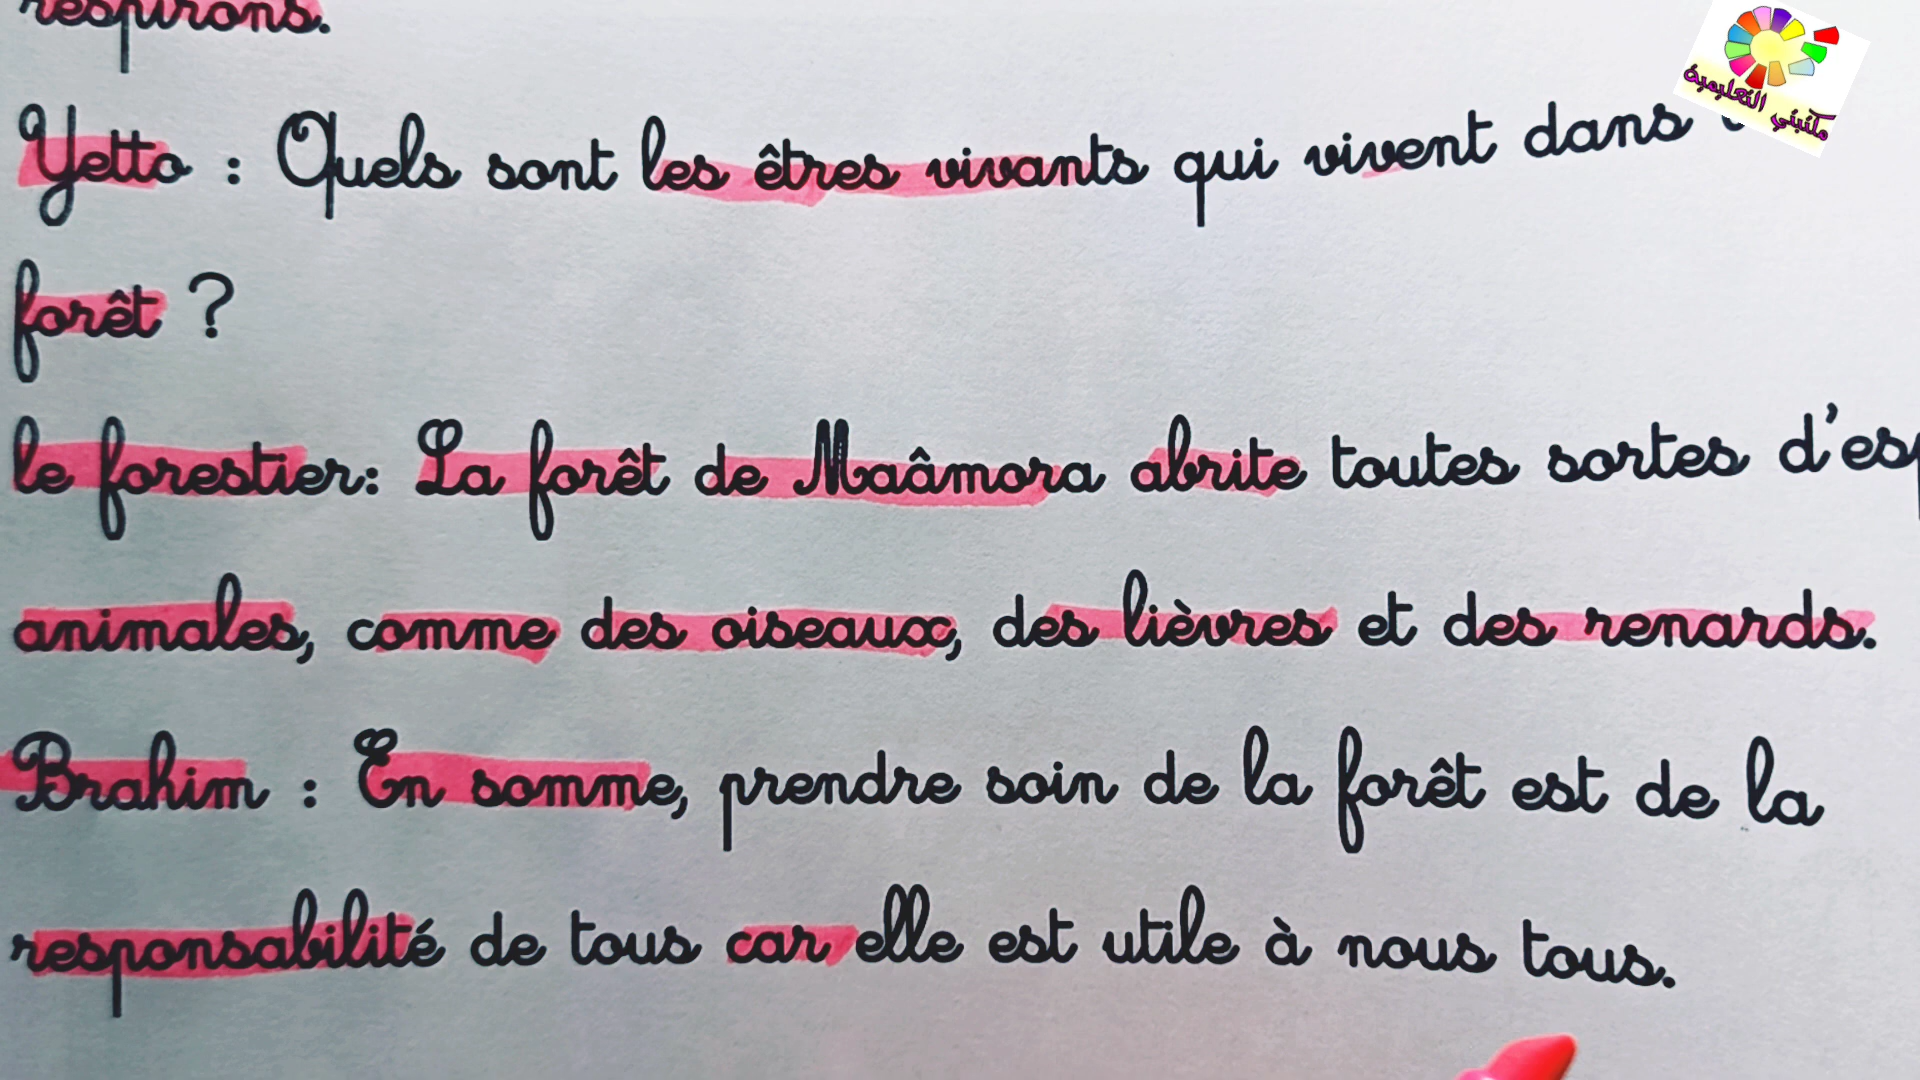 respirons.
مكتبتي التعليمية
Yetto : Quels sont les êtres vivants qui vivent dans
forêt ?
le forestier: La forêt de Maâmora abrite toutes sortes
animales, comme des oiseaux, des lièvres et des renards.
Brahim : En somme, prendre soin de la forêt est de la
responsabilité de tous car elle est utile à nous tous.